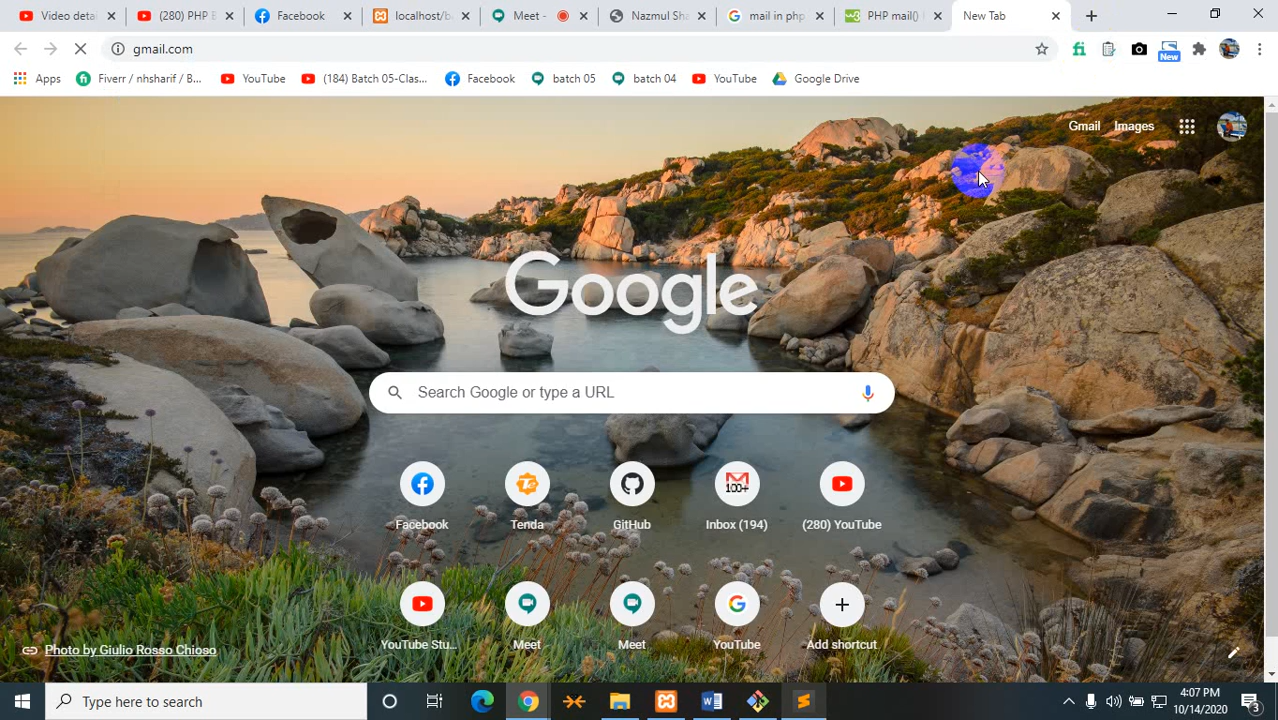 Video deta
(280) PHP B
Facebook
localhost/b
Meet -
Nazmul Sha
mail in php
PHP mail()
New Tab
gmail.com
New
Apps
Fiverr / nhsharif / B...
YouTube
(184) Batch 05-Clas...
Facebook
batch 05
batch 04
YouTube
Google Drive
Gmail
Images
Google
Search Google or type a URL
100+
Facebook
Tenda
GitHub
Inbox (194)
(280) YouTube
YouTube Stu...
Meet
Meet
YouTube
Add shortcut
Photo by Giulio Rosso Chioso
Type here to search
4:07 PM
10/14/2020
3